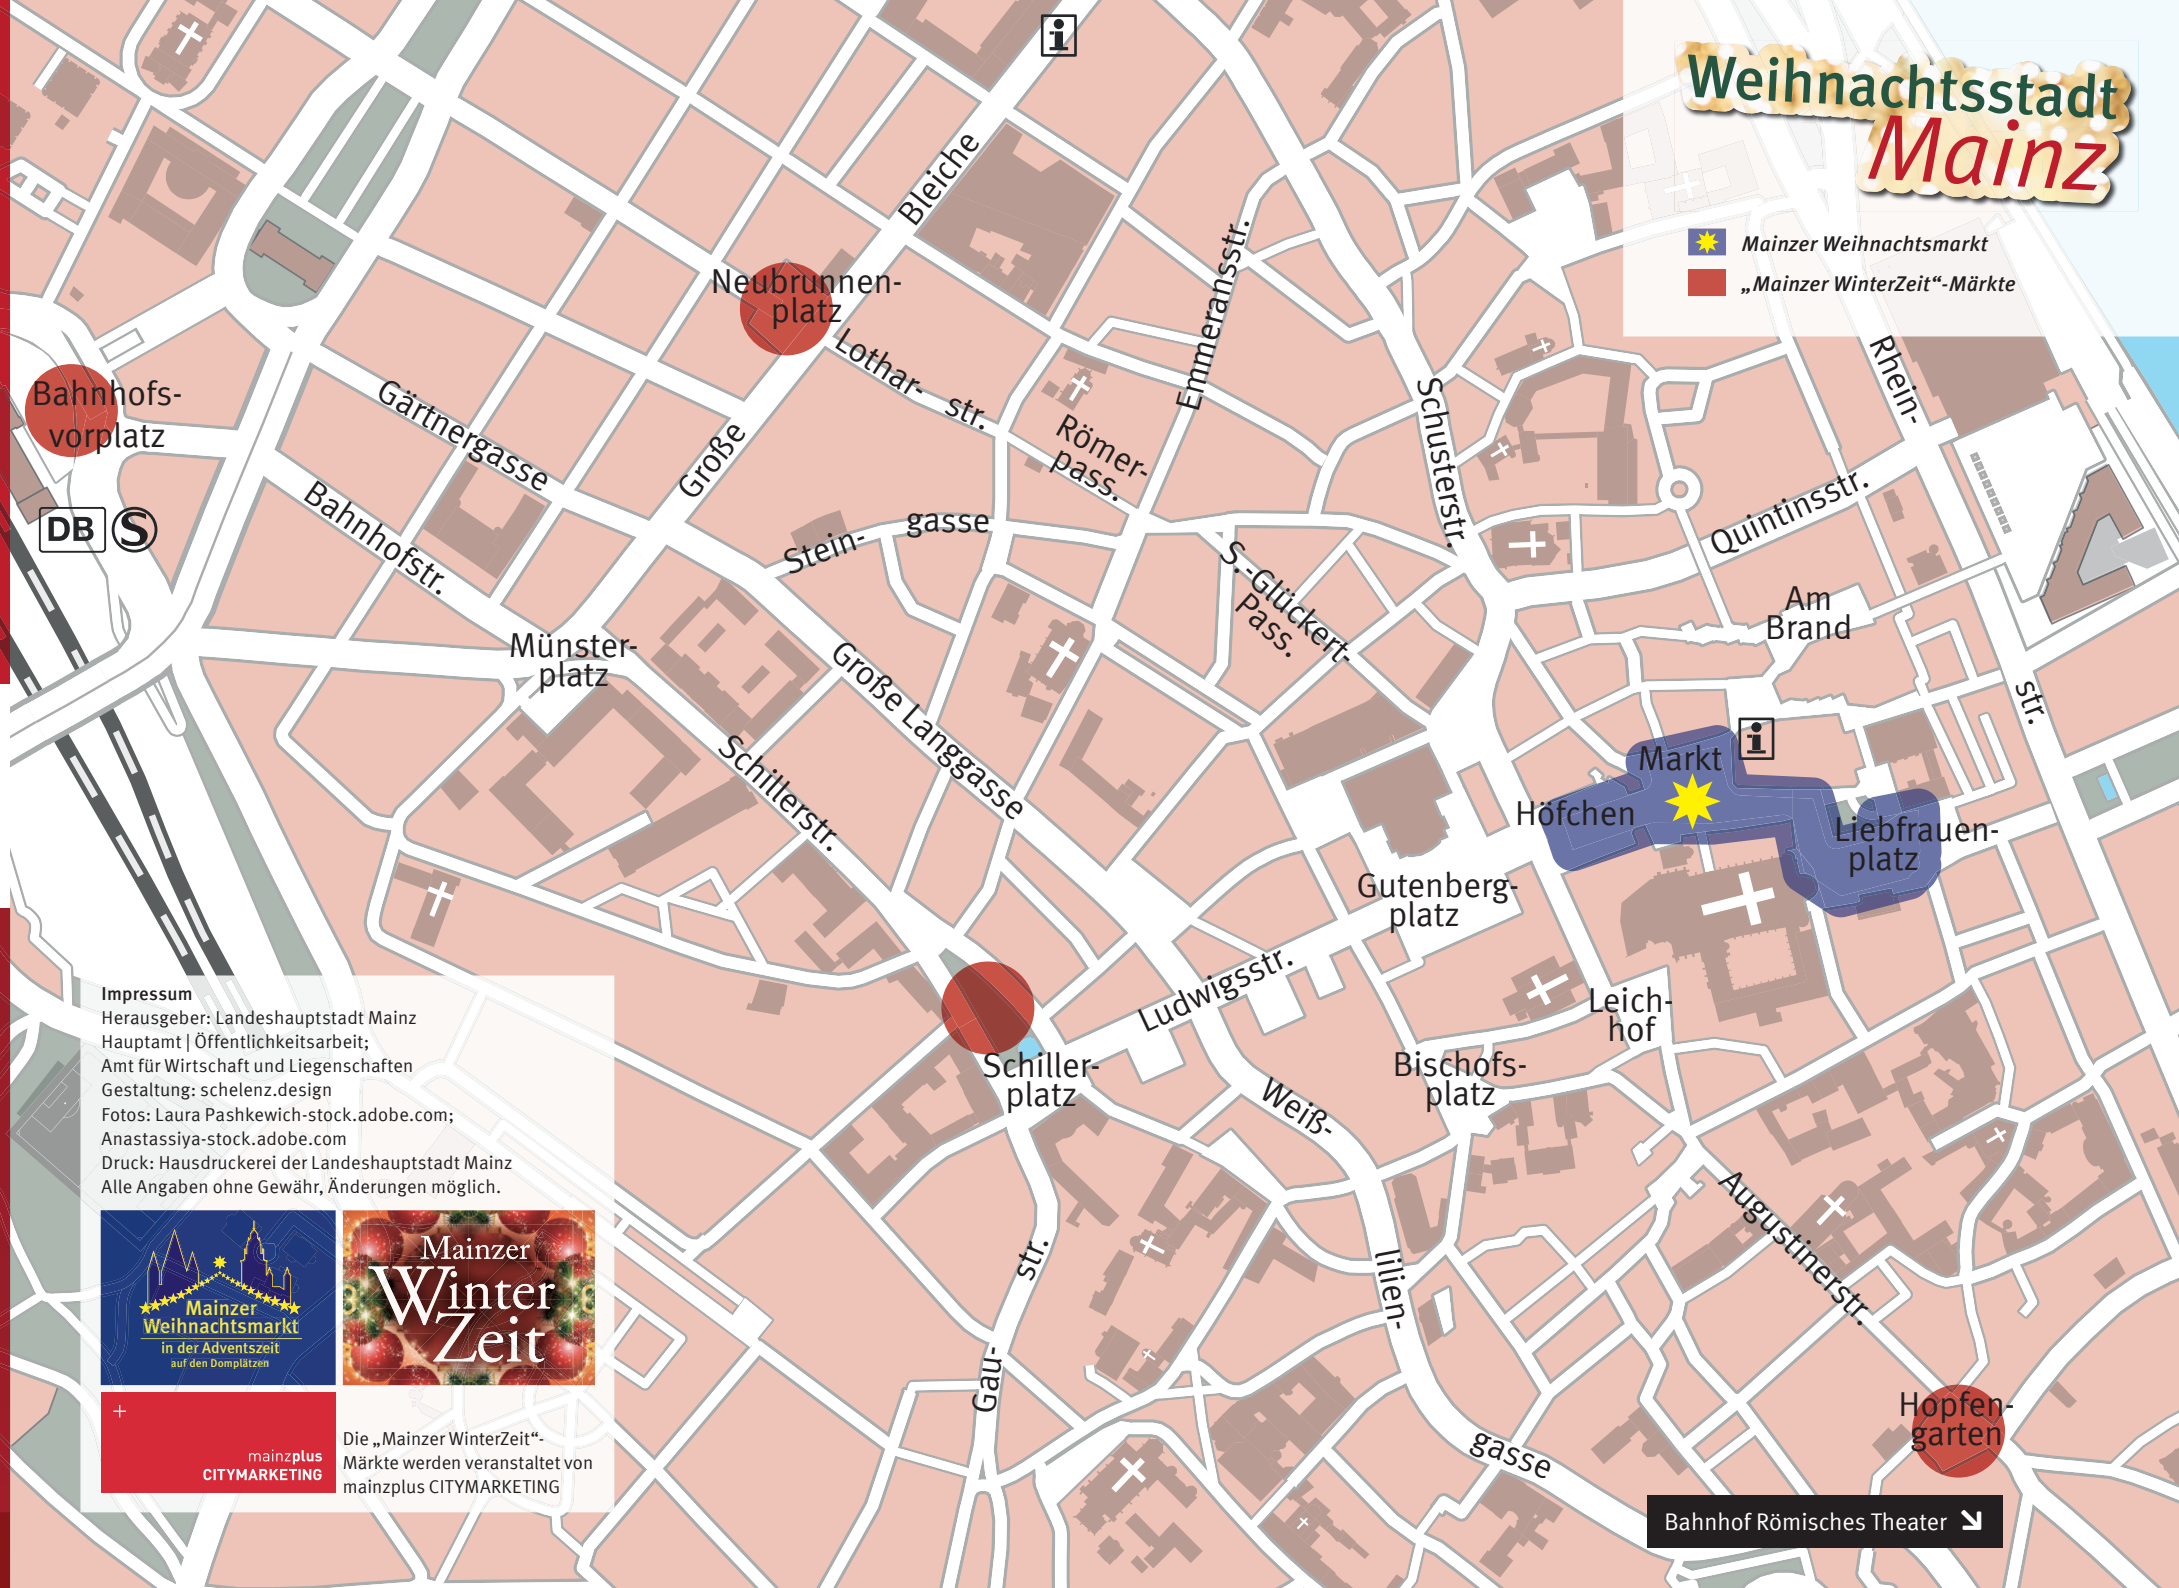 Weihnachtsstadt
Mainz
Mainzer Weihnachtsmarkt
„Mainzer WinterZeit“-Märkte
i
Bleiche
Neubrunnen-
platz
Lothar-
str.
Emmeransstr.
Rhein-
Bahnhofs-
vorplatz
Gärtnergasse
Große
Römer-
pass.
Schusterstr.
DB
S
Bahnhofstr.
Stein-
gasse
Quintinsstr.
S.-Glückert-
Pass.
Am
Brand
Münster-
platz
Große Langgasse
str.
Schillerstr.
i
Markt
Höfchen
Liebfrauen-
platz
Gutenberg-
platz
Ludwigsstr.
Leich-
hof
Schiller-
platz
Bischofs-
platz
Weiß-
Augustinerstr.
str.
lilien-
Gau-
gasse
Hopfen-
garten
Bahnhof Römisches Theater
Impressum
Herausgeber: Landeshauptstadt Mainz
Hauptamt | Öffentlichkeitsarbeit;
Amt für Wirtschaft und Liegenschaften
Gestaltung: schelenz.design
Fotos: Laura Pashkewich-stock.adobe.com;
Anastassiya-stock.adobe.com
Druck: Hausdruckerei der Landeshauptstadt Mainz
Alle Angaben ohne Gewähr, Änderungen möglich.
Mainzer
Weihnachtsmarkt
in der Adventszeit
auf den Domplätzen
Mainzer
Winter
Zeit
mainzplus
CITYMARKETING
Die „Mainzer WinterZeit“-
Märkte werden veranstaltet von
mainzplus CITYMARKETING